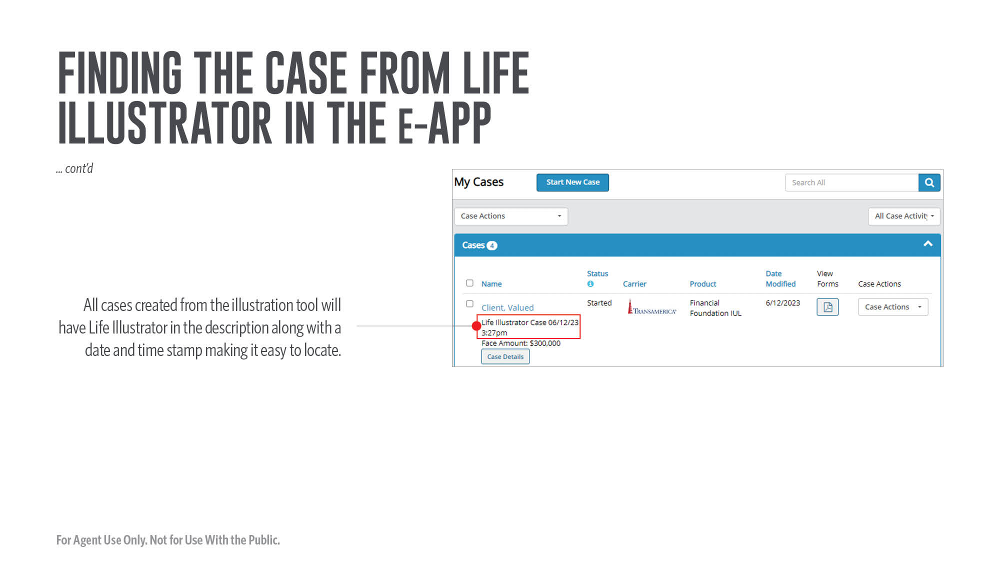 FINDING THE CASE FROM LIFE
ILLUSTRATOR IN THE E-APP
... cont'd
My Cases
Start New Case
Search All
Case Actions
All Case Activity
Cases 4
Name
Status
Carrier
Product
Date
Modified
View
Forms
Case Actions
Client, Valued
Started
TRANSAMERICA®
Financial
Foundation IUL
6/12/2023
Case Actions
Life Illustrator Case 06/12/23
3:27pm
Face Amount: $300,000
Case Details
All cases created from the illustration tool will
have Life Illustrator in the description along with a
date and time stamp making it easy to locate.
For Agent Use Only. Not for Use With the Public.